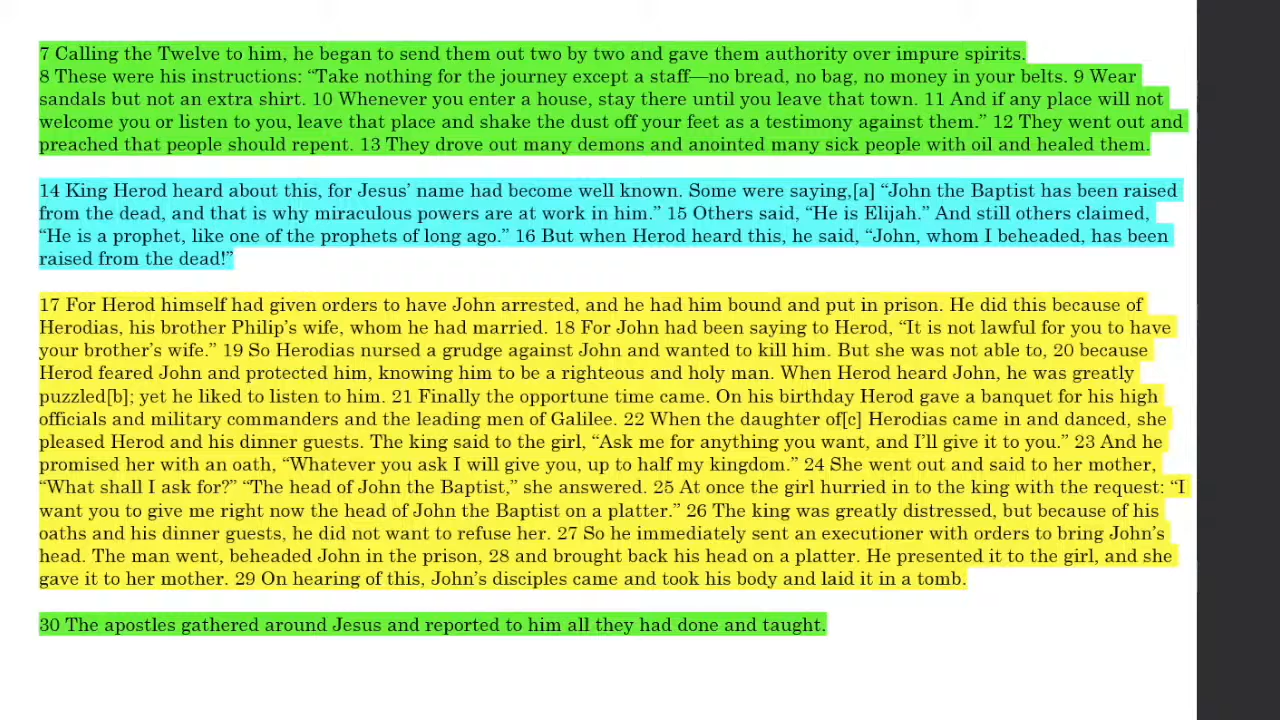 7 Calling the Twelve to him, he began to send them out two by two and gave them authority over impure spirits.
8 These were his instructions: “Take nothing for the journey except a staff—no bread, no bag, no money in your belts. 9 Wear
sandals but not an extra shirt. 10 Whenever you enter a house, stay there until you leave that town. 11 And if any place will not
welcome you or listen to you, leave that place and shake the dust off your feet as a testimony against them.” 12 They went out and
preached that people should repent. 13 They drove out many demons and anointed many sick people with oil and healed them.
14 King Herod heard about this, for Jesus’ name had become well known. Some were saying,[a] “John the Baptist has been raised
from the dead, and that is why miraculous powers are at work in him.” 15 Others said, “He is Elijah.” And still others claimed,
“He is a prophet, like one of the prophets of long ago.” 16 But when Herod heard this, he said, “John, whom I beheaded, has been
raised from the dead!”
17 For Herod himself had given orders to have John arrested, and he had him bound and put in prison. He did this because of
Herodias, his brother Philip’s wife, whom he had married. 18 For John had been saying to Herod, “It is not lawful for you to have
your brother’s wife.” 19 So Herodias nursed a grudge against John and wanted to kill him. But she was not able to, 20 because
Herod feared John and protected him, knowing him to be a righteous and holy man. When Herod heard John, he was greatly
puzzled[b]; yet he liked to listen to him. 21 Finally the opportune time came. On his birthday Herod gave a banquet for his high
officials and military commanders and the leading men of Galilee. 22 When the daughter of[c] Herodias came in and danced, she
pleased Herod and his dinner guests. The king said to the girl, “Ask me for anything you want, and I’ll give it to you.” 23 And he
promised her with an oath, “Whatever you ask I will give you, up to half my kingdom.” 24 She went out and said to her mother,
“What shall I ask for?” “The head of John the Baptist,” she answered. 25 At once the girl hurried in to the king with the request: “I
want you to give me right now the head of John the Baptist on a platter.” 26 The king was greatly distressed, but because of his
oaths and his dinner guests, he did not want to refuse her. 27 So he immediately sent an executioner with orders to bring John’s
head. The man went, beheaded John in the prison, 28 and brought back his head on a platter. He presented it to the girl, and she
gave it to her mother. 29 On hearing of this, John’s disciples came and took his body and laid it in a tomb.
30 The apostles gathered around Jesus and reported to him all they had done and taught.